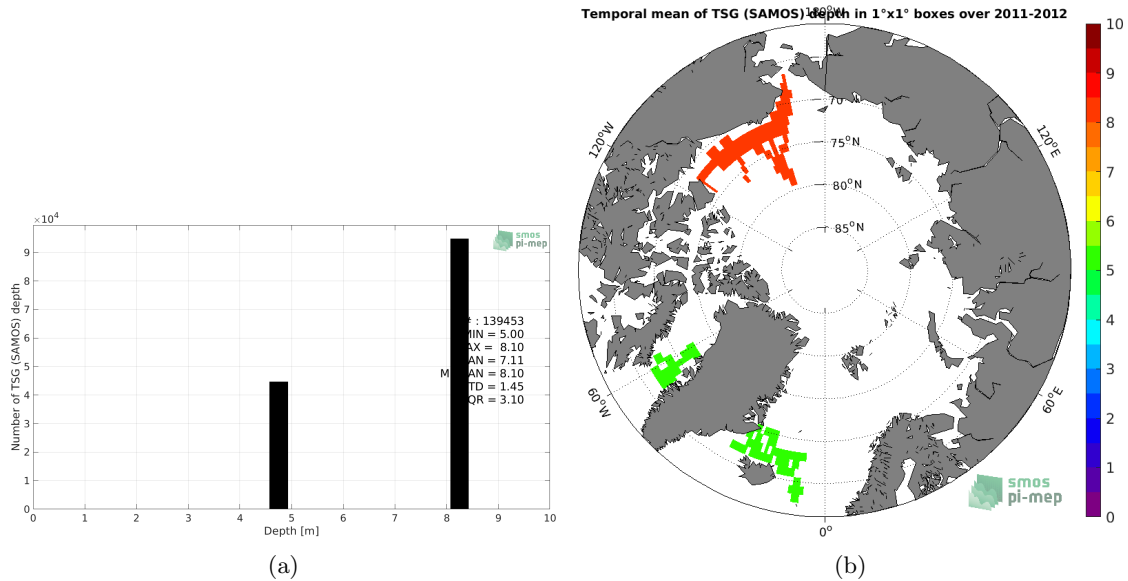 Temporal mean of TSG (SAMOS) depth in 1°x1° boxes over 2011-2012
×10⁴
9
8
7
6
5
4
3
2
1
0
Number of TSG (SAMOS) depth
0 1 2 3 4 5 6 7 8 9 10
Depth [m]
smos
pi-mep
: 139453
MIN = 5.00
AX = 8.10
AN = 7.11
AN = 8.10
TD = 1.45
QR = 3.10
(a)
180°W
120°W
120°E
60°W
60°E
0°
70
75°N
80°N
85°N
smos
pi-mep
10
9
8
7
6
5
4
3
2
1
0
(b)